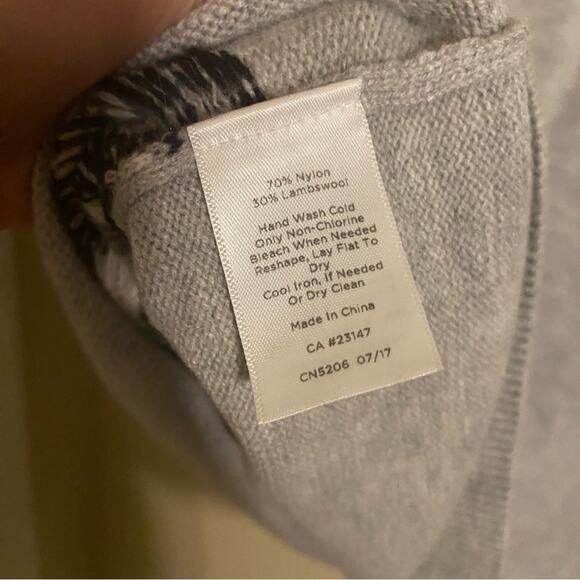 70% Nylon
30% Lambswool
Hand Wash Cold
Only Non-Chlorine
Bleach When Needed
Reshape, Lay Flat To
Dry
Cool Iron, If Needed
Or Dry Clean
Made In China
CA #23147
CN5206 07/17